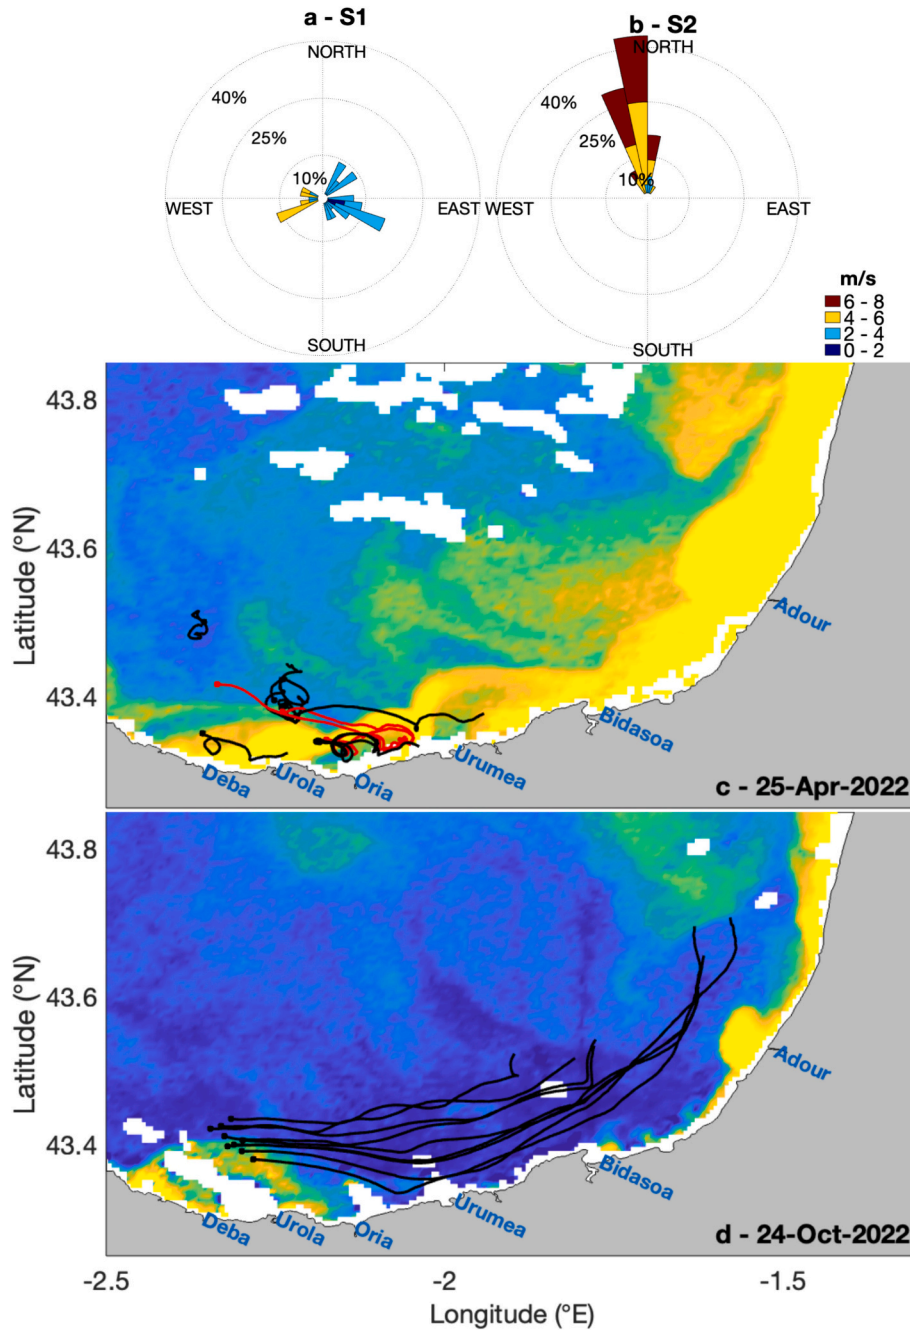 a - S1
b - S2
NORTH
NORTH
40%
40%
25%
25%
10%
10%
WEST
EAST
WEST
EAST
SOUTH
SOUTH
m/s
6 - 8
4 - 6
2 - 4
0 - 2
43.8
43.6
43.4
Latitude (°N)
Adour
Bidasoa
Urumea
Oria
Urola
Deba
c - 25-Apr-2022
43.8
43.6
43.4
Latitude (°N)
Adour
Bidasoa
Urumea
Oria
Urola
Deba
d - 24-Oct-2022
-2.5
-2
-1.5
Longitude (°E)